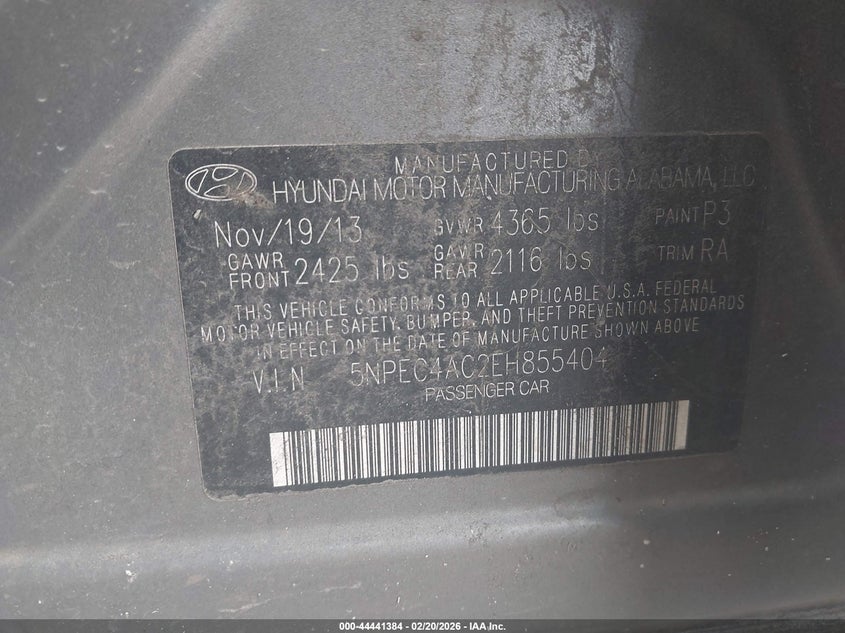 MANUFACTURED BY
HYUNDAI MOTOR MANUFACTURING ALABAMA, LLC
Nov/19/13 GVWR 4365 lbs PAINT P3
GAWR FRONT 2425 lbs GAWR REAR 2116 lbs TRIM RA
THIS VEHICLE CONFORMS TO ALL APPLICABLE U.S.A. FEDERAL
MOTOR VEHICLE SAFETY, BUMPER, AND THEFT PREVENTION STANDARDS
IN EFFECT ON THE DATE OF MANUFACTURE SHOWN ABOVE
V.I.N 5NPEC4AC2EH855404
PASSENGER CAR
000-44441384 | 02/20/2026 - IAA Inc.